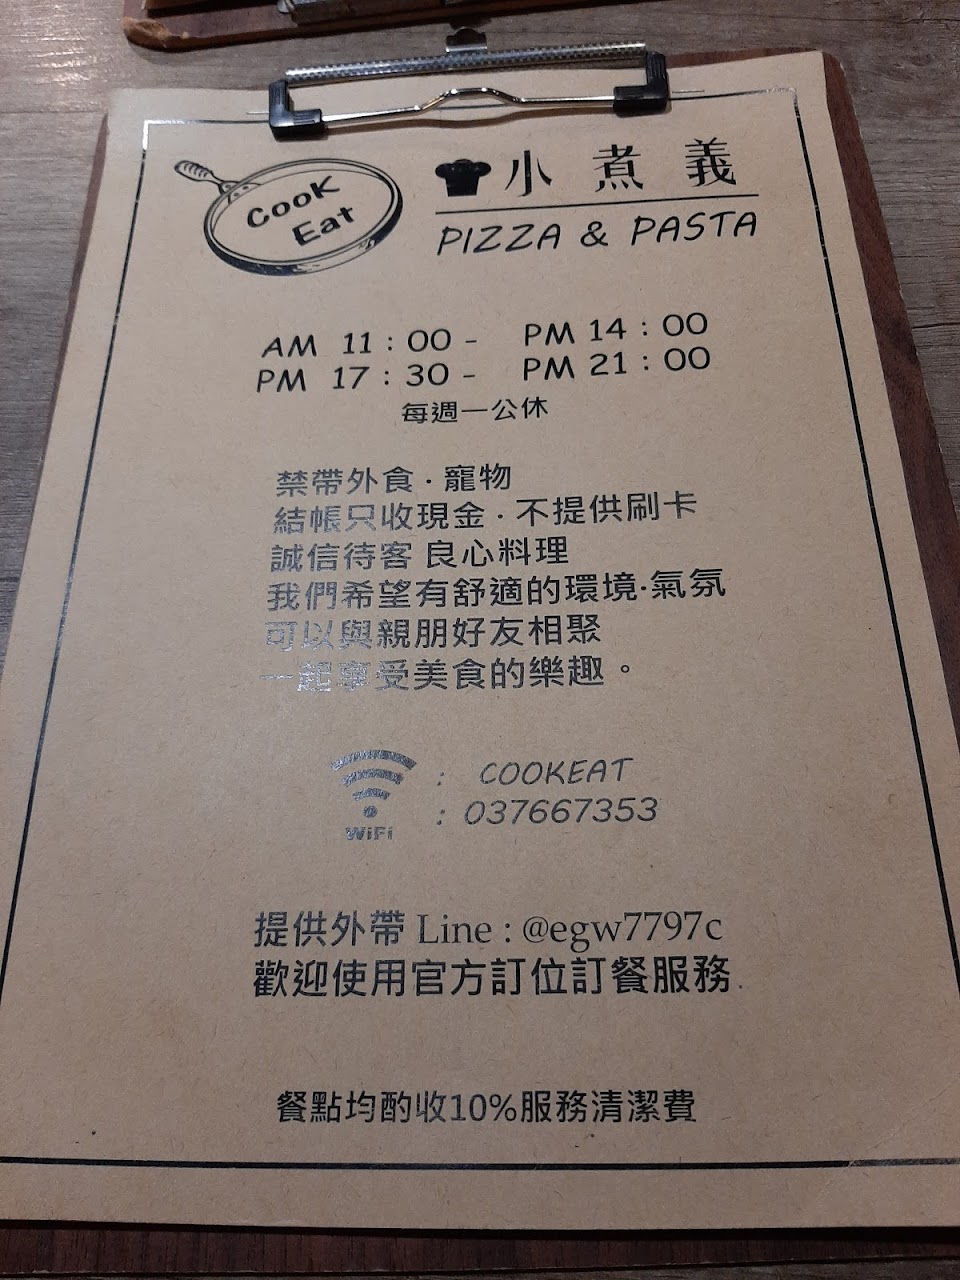 Cook
Eat
小煮義
PIZZA & PASTA
AM 11：00 - PM 14：00
PM 17：30 - PM 21：00
每週一公休
禁帶外食．寵物
結帳只收現金．不提供刷卡
誠信待客 良心料理
我們希望有舒適的環境·氣氛
可以與親朋好友相聚
一起享受美食的樂趣。
: COOKEAT
WiFi : 037667353
提供外帶 Line : @egw7797c
歡迎使用官方訂位訂餐服務.
餐點均酌收10%服務清潔費